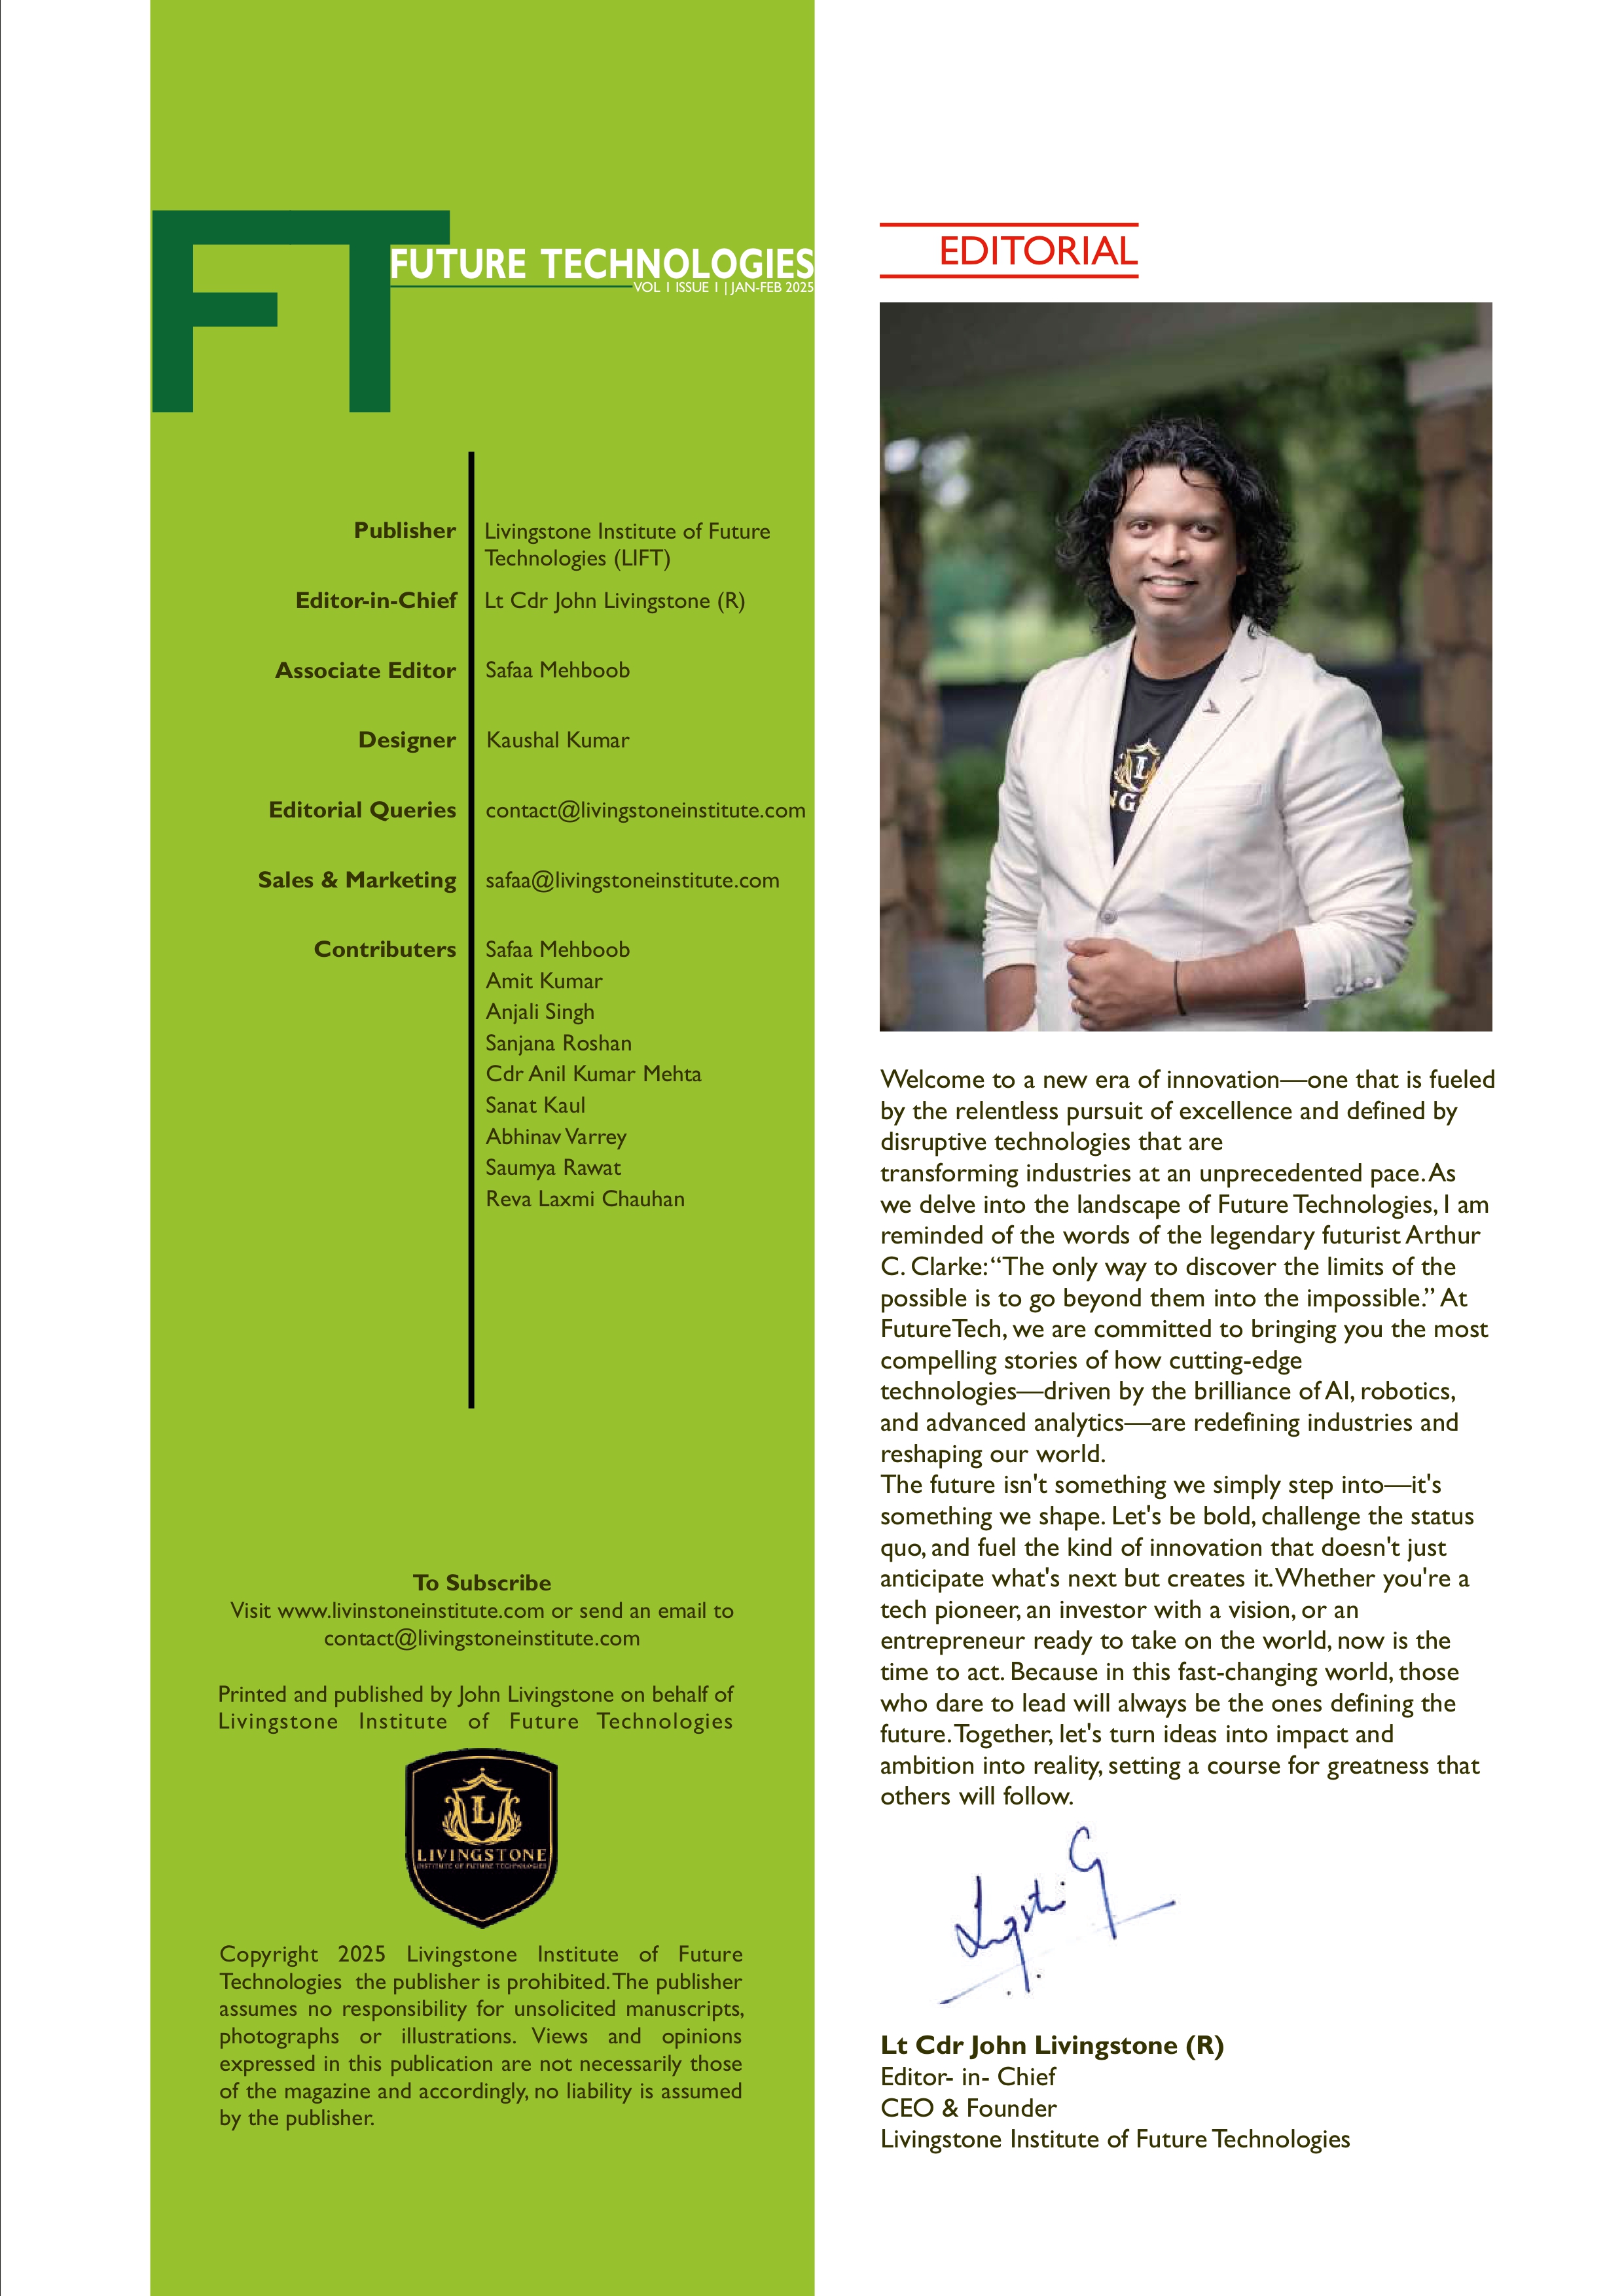 FT
FUTURE TECHNOLOGIES
VOL 1 ISSUE 1 | JAN-FEB 2025
Publisher
Livingstone Institute of Future
Technologies (LIFT)
Editor-in-Chief
Lt Cdr John Livingstone (R)
Associate Editor
Safaa Mehboob
Designer
Kaushal Kumar
Editorial Queries
contact@livingstoneinstitute.com
Sales & Marketing
safaa@livingstoneinstitute.com
Contributers
Safaa Mehboob
Amit Kumar
Anjali Singh
Sanjana Roshan
Cdr Anil Kumar Mehta
Sanat Kaul
Abhinav Varrey
Saumya Rawat
Reva Laxmi Chauhan
To Subscribe
Visit www.livinstoneinstitute.com or send an email to
contact@livingstoneinstitute.com
Printed and published by John Livingstone on behalf of
Livingstone Institute of Future Technologies
L
LIVINGSTONE
INSTITUTE OF FUTURE TECHNOLOGIES
Copyright 2025 Livingstone Institute of Future
Technologies the publisher is prohibited. The publisher
assumes no responsibility for unsolicited manuscripts,
photographs or illustrations. Views and opinions
expressed in this publication are not necessarily those
of the magazine and accordingly, no liability is assumed
by the publisher.
EDITORIAL
L
NG
Welcome to a new era of innovation—one that is fueled
by the relentless pursuit of excellence and defined by
disruptive technologies that are
transforming industries at an unprecedented pace. As
we delve into the landscape of Future Technologies, I am
reminded of the words of the legendary futurist Arthur
C. Clarke: “The only way to discover the limits of the
possible is to go beyond them into the impossible.” At
FutureTech, we are committed to bringing you the most
compelling stories of how cutting-edge
technologies—driven by the brilliance of AI, robotics,
and advanced analytics—are redefining industries and
reshaping our world.
The future isn't something we simply step into—it's
something we shape. Let's be bold, challenge the status
quo, and fuel the kind of innovation that doesn't just
anticipate what's next but creates it. Whether you're a
tech pioneer, an investor with a vision, or an
entrepreneur ready to take on the world, now is the
time to act. Because in this fast-changing world, those
who dare to lead will always be the ones defining the
future. Together, let's turn ideas into impact and
ambition into reality, setting a course for greatness that
others will follow.
Lt Cdr John Livingstone (R)
Editor- in- Chief
CEO & Founder
Livingstone Institute of Future Technologies